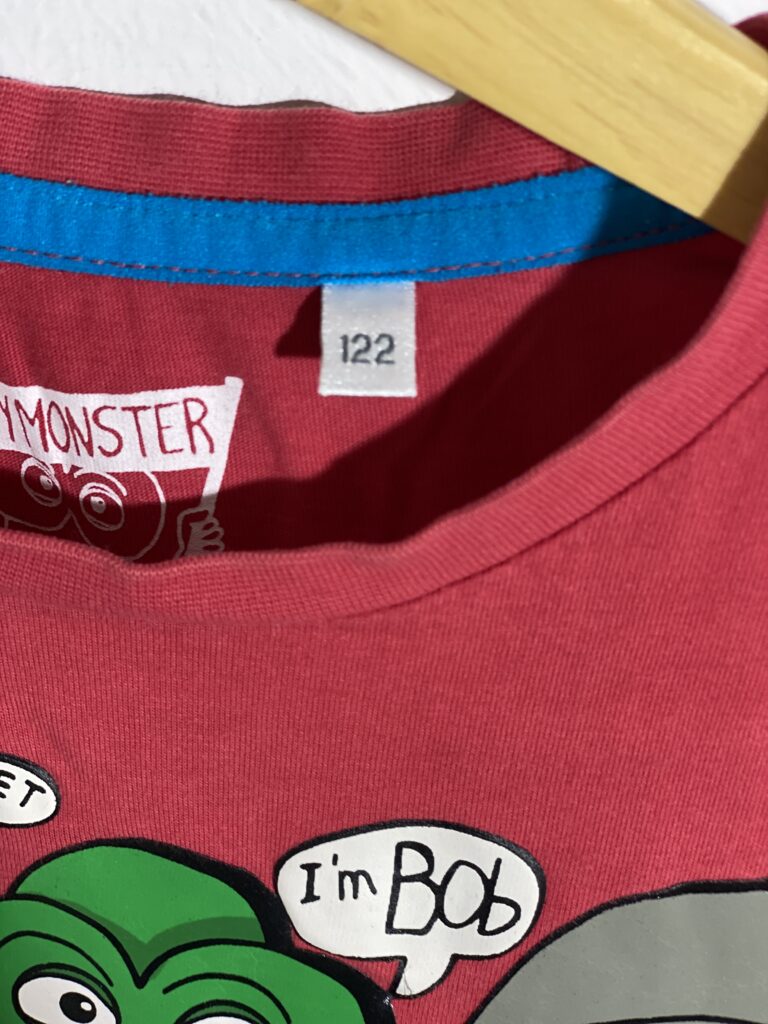 122
YMONSTER
ET
I'm Bob